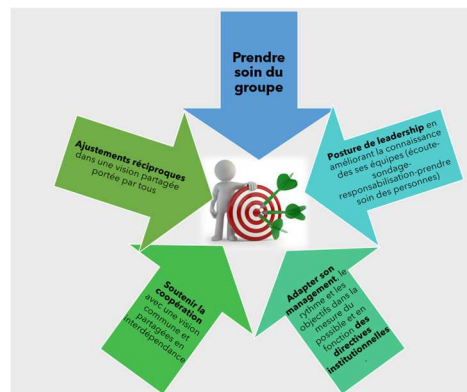 Prendre
soin du
groupe
Posture de leadership en
améliorant la connaissance
des ses équipes (écoute-
sondage-
responsabilisation-prendre
soin des personnes)
Adapter son
management, le
rythme et les
objectifs dans la
mesure du
possible et en
fonction des
directives
institutionnelles
.
Soutenir la
coopération
avec une vision
commune et
partagées en
interdépendance
Ajustements réciproques
dans une vision partagée
portée par tous